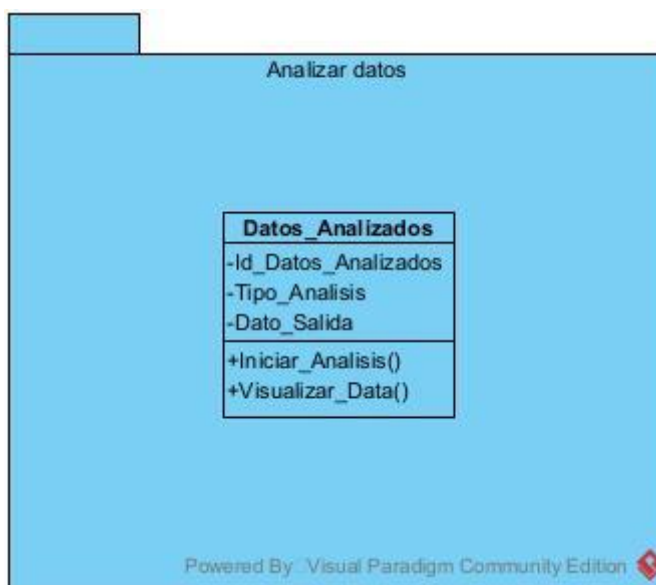 Analizar datos
Datos_Analizados
-Id_Datos_Analizados
-Tipo_Analisis
-Dato_Salida
+Iniciar_Analisis()
+Visualizar_Data()
Powered By Visual Paradigm Community Edition